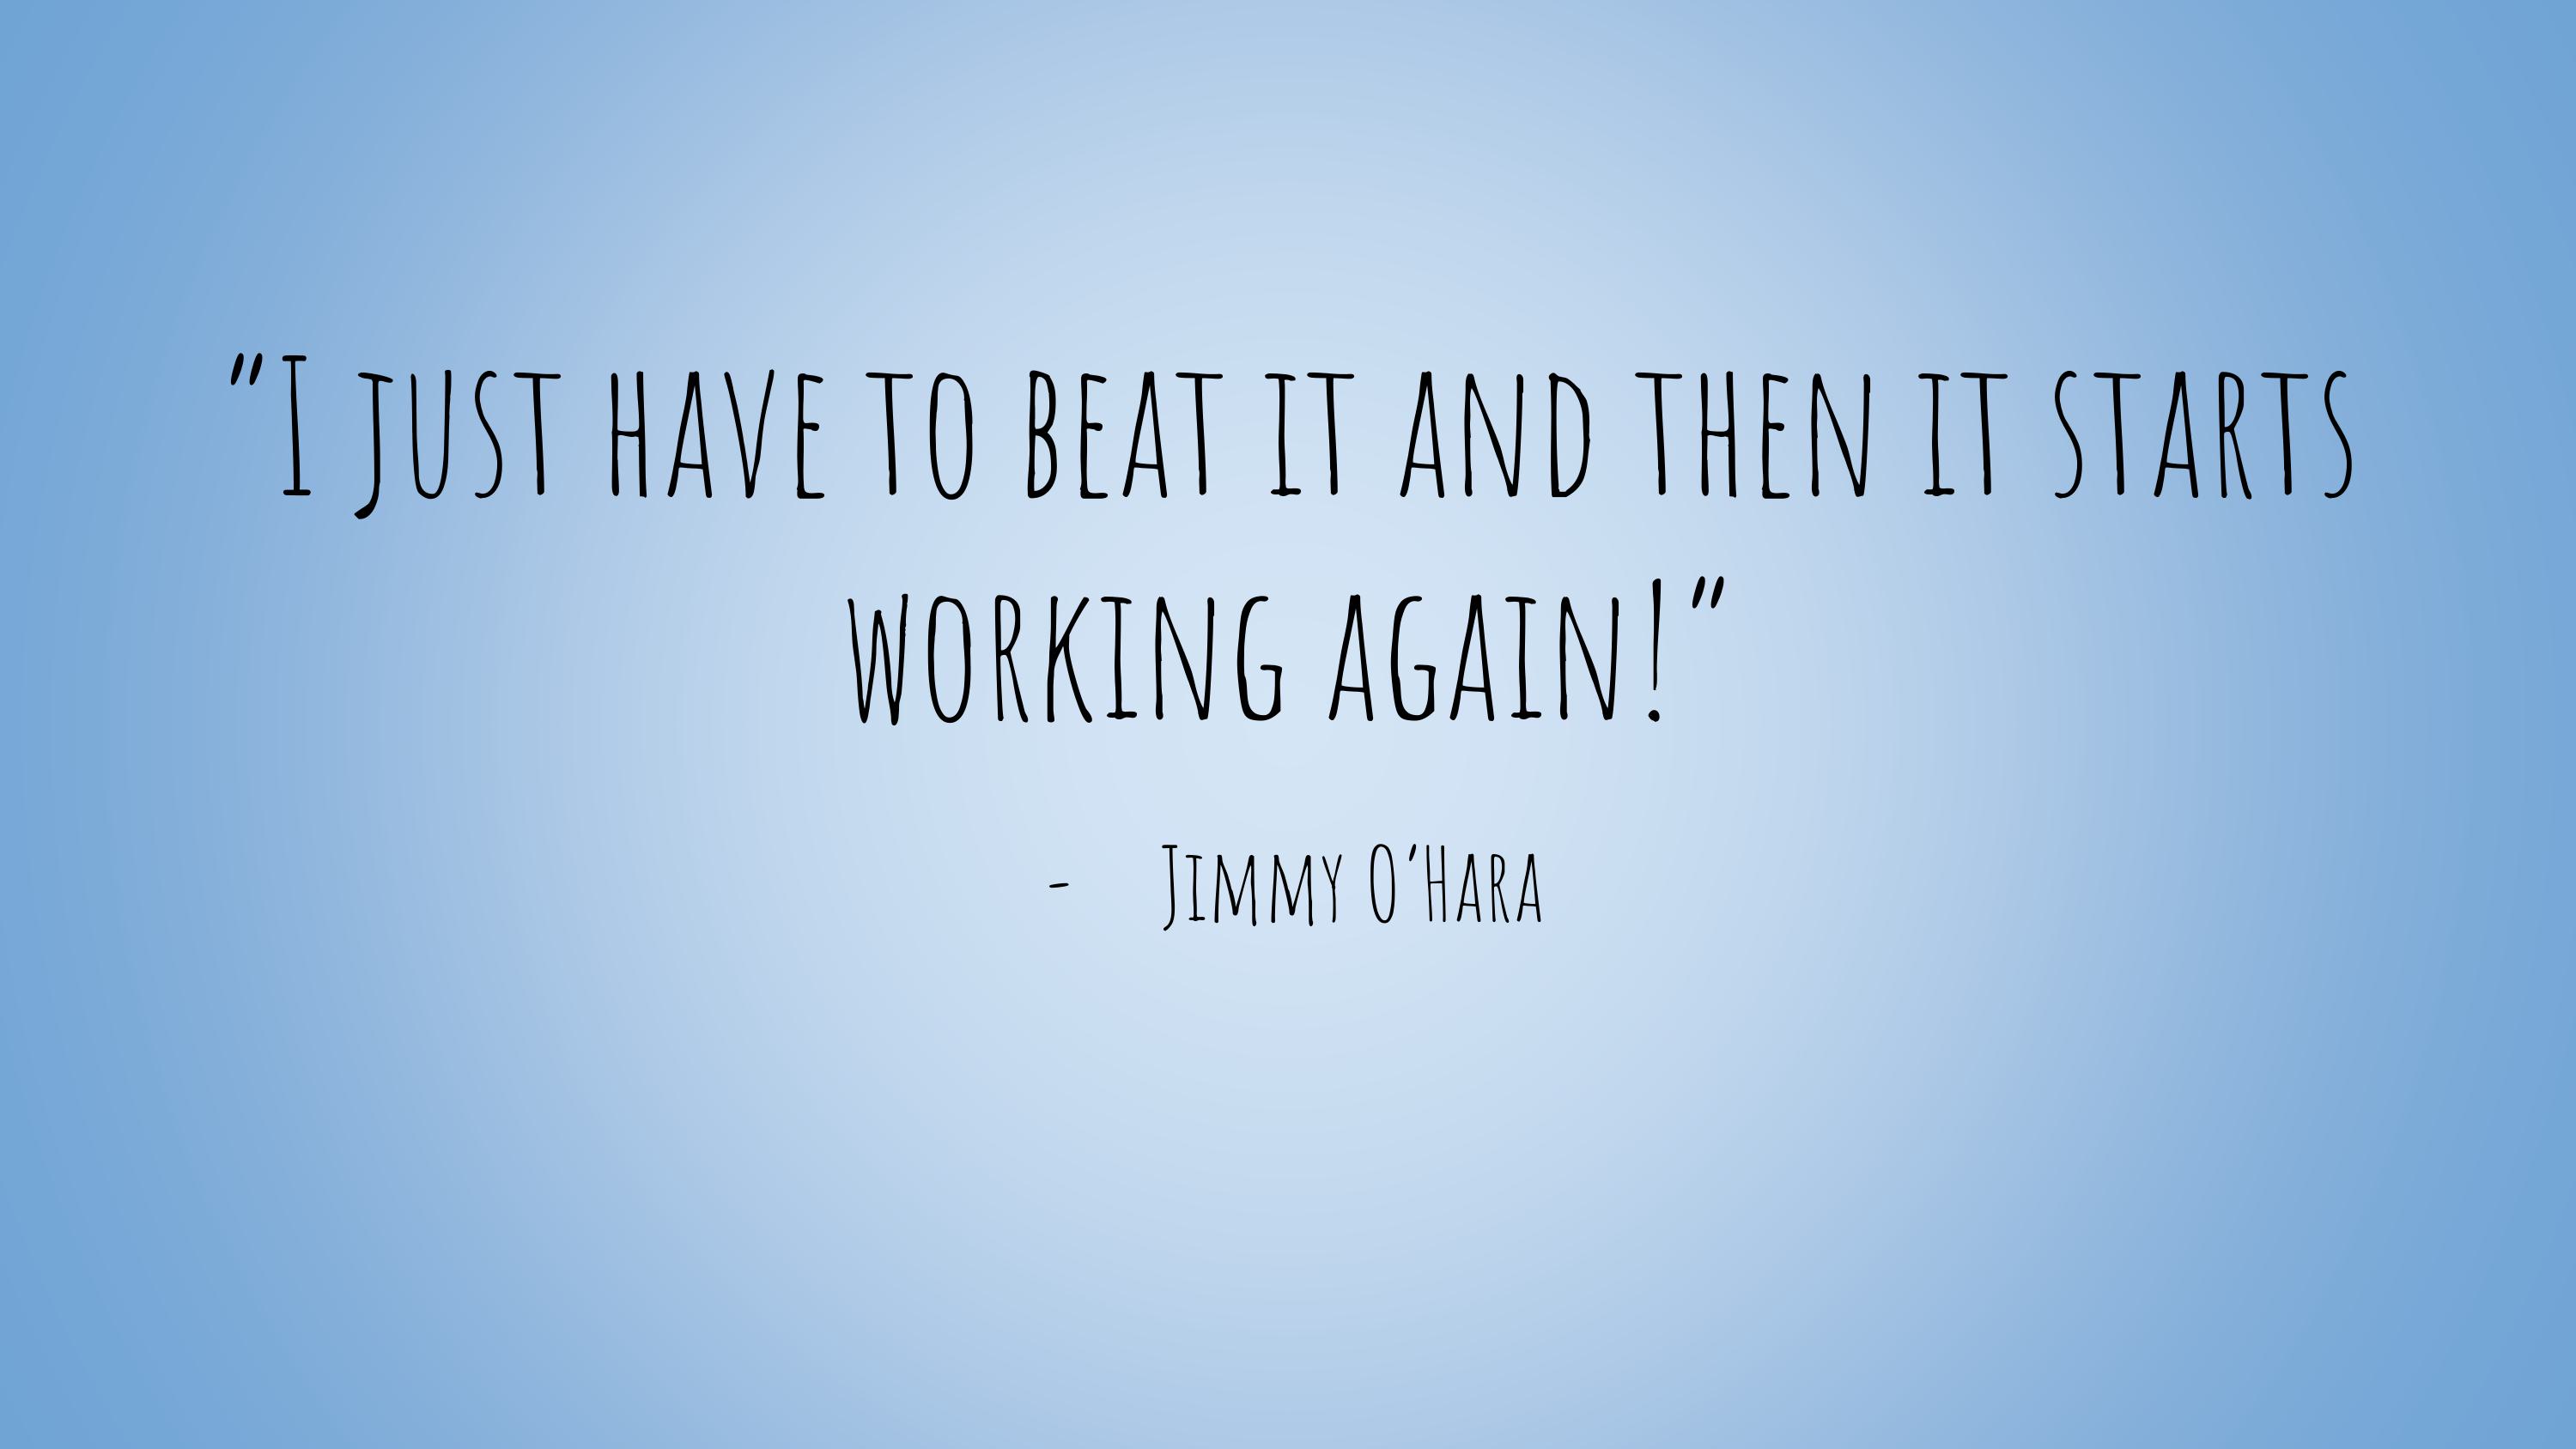 "I just have to beat it and then it starts
working again!"
- Jimmy O'Hara